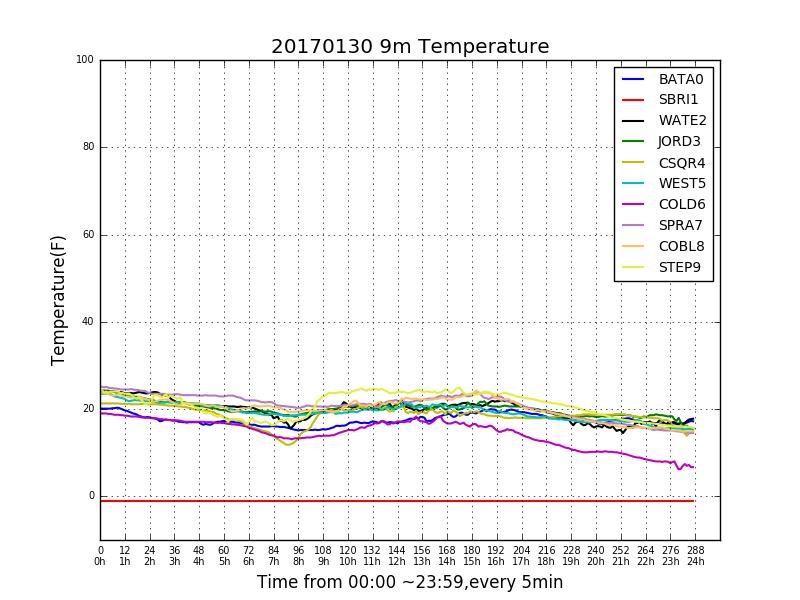 20170130 9m Temperature
100
80
60
40
20
0
Temperature(F)
BATA0
SBRI1
WATE2
JORD3
CSQR4
WEST5
COLD6
SPRA7
COBL8
STEP9
0 12 24 36 48 60 72 84 96 108 120 132 144 156 168 180 192 204 216 228 240 252 264 276 288
0h 1h 2h 3h 4h 5h 6h 7h 8h 9h 10h 11h 12h 13h 14h 15h 16h 17h 18h 19h 20h 21h 22h 23h 24h
Time from 00:00 ~23:59,every 5min